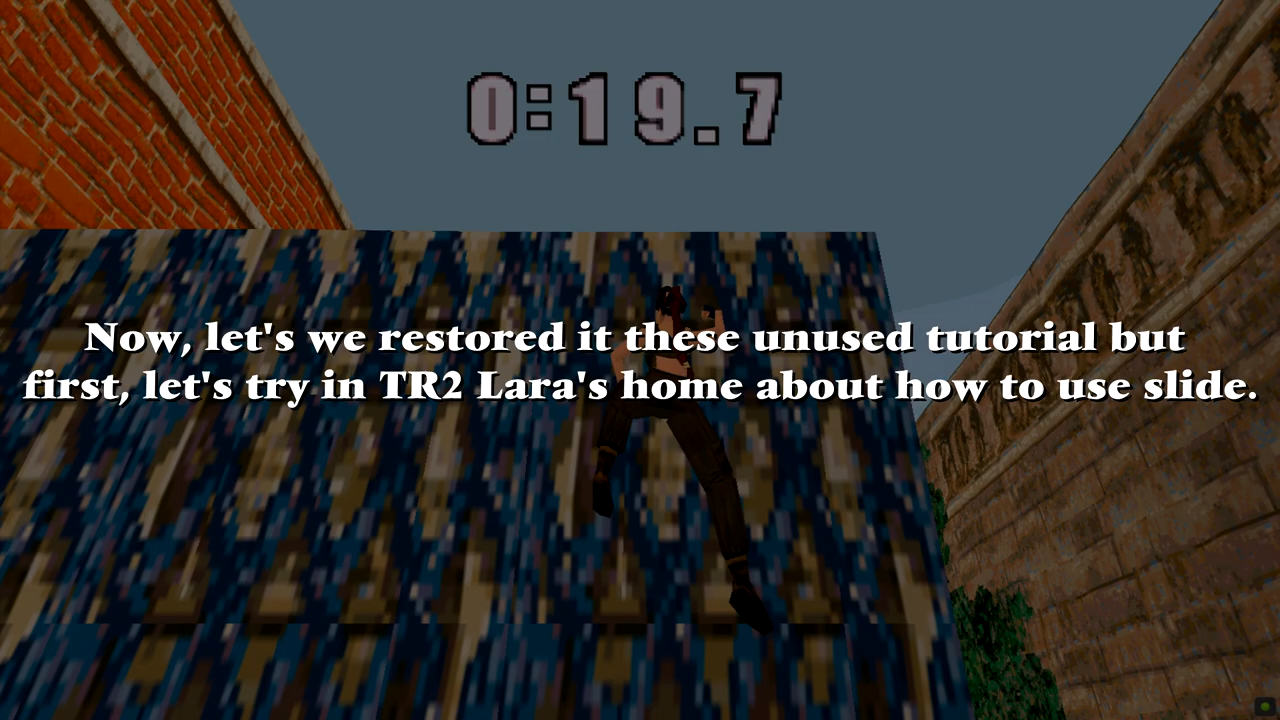 0:19.7
Now, let's we restored it these unused tutorial but
first, let's try in TR2 Lara's home about how to use slide.